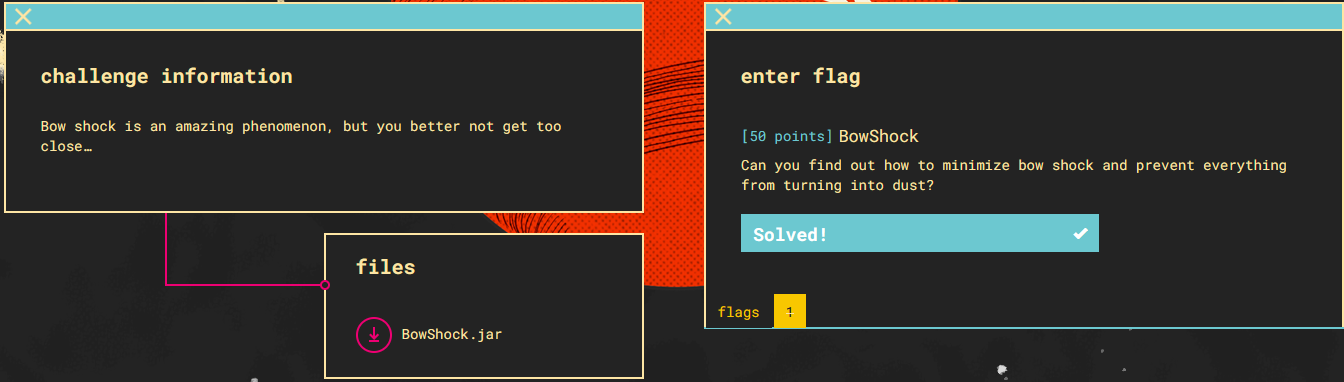 challenge information
Bow shock is an amazing phenomenon, but you better not get too
close…
files
BowShock.jar
enter flag
[50 points] BowShock
Can you find out how to minimize bow shock and prevent everything
from turning into dust?
Solved!
flags 1